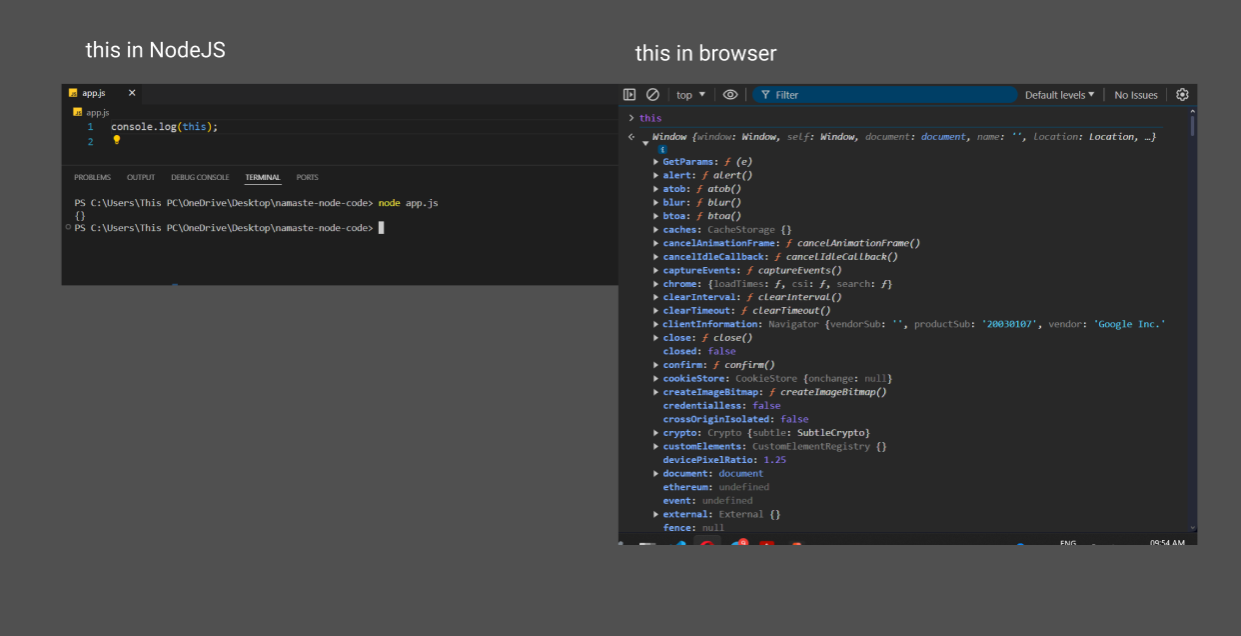 this in NodeJS
app.js
app.js
1 console.log(this);
2
PROBLEMS OUTPUT DEBUG CONSOLE TERMINAL PORTS
PS C:\Users\This PC\OneDrive\Desktop\namaste-node-code> node app.js
{}
PS C:\Users\This PC\OneDrive\Desktop\namaste-node-code>
this in browser
top Filter Default levels No Issues
this
Window {window: Window, self: Window, document: document, name: '', location: Location, …}
i
GetParams: ƒ (e)
alert: ƒ alert()
atob: ƒ atob()
blur: ƒ blur()
btoa: ƒ btoa()
caches: CacheStorage {}
cancelAnimationFrame: ƒ cancelAnimationFrame()
cancelIdleCallback: ƒ cancelIdleCallback()
captureEvents: ƒ captureEvents()
chrome: {loadTimes: ƒ, csi: ƒ, search: ƒ}
clearInterval: ƒ clearInterval()
clearTimeout: ƒ clearTimeout()
clientInformation: Navigator {vendorSub: '', productSub: '20030107', vendor: 'Google Inc.'
close: ƒ close()
closed: false
confirm: ƒ confirm()
cookieStore: CookieStore {onchange: null}
createImageBitmap: ƒ createImageBitmap()
credentialless: false
crossOriginIsolated: false
crypto: Crypto {subtle: SubtleCrypto}
customElements: CustomElementRegistry {}
devicePixelRatio: 1.25
document: document
ethereum: undefined
event: undefined
external: External {}
fence: null
ENG 09:54 AM